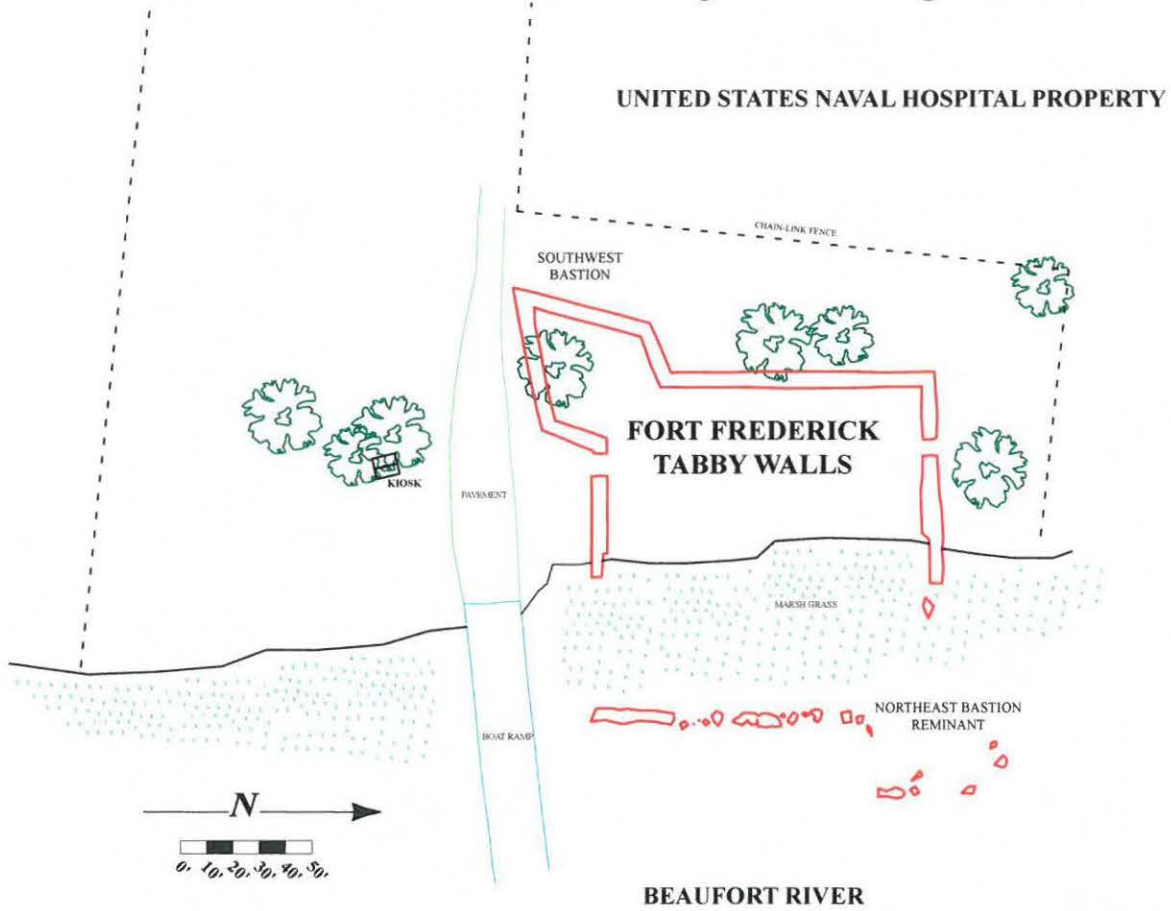 UNITED STATES NAVAL HOSPITAL PROPERTY
CHAIN-LINK FENCE
SOUTHWEST
BASTION
FORT FREDERICK
TABBY WALLS
KIOSK
PAVEMENT
MARSH GRASS
NORTHEAST BASTION
REMINANT
BOAT RAMP
N
0' 10' 20' 30' 40' 50'
BEAUFORT RIVER